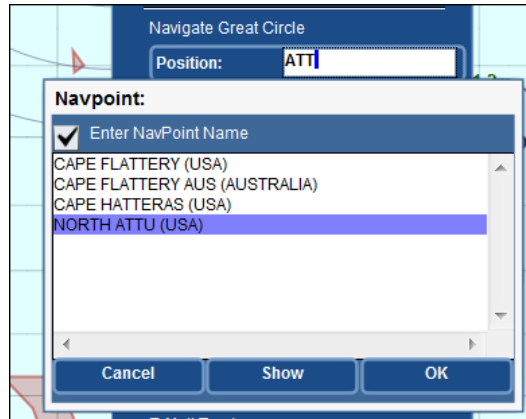 Navigate Great Circle
Position: ATT
Navpoint:
Enter NavPoint Name
CAPE FLATTERY (USA)
CAPE FLATTERY AUS (AUSTRALIA)
CAPE HATTERAS (USA)
NORTH ATTU (USA)
Cancel Show OK